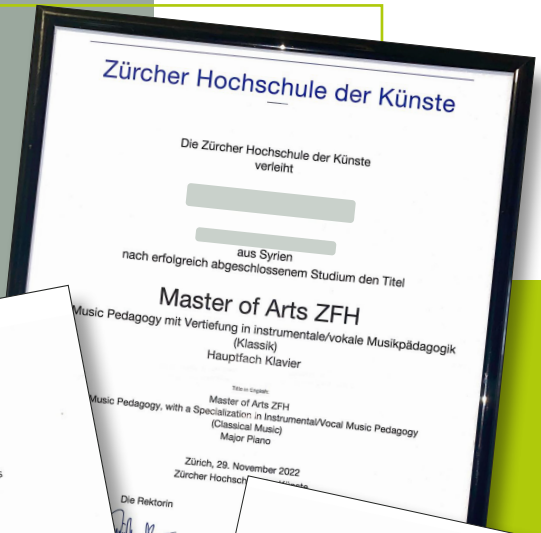 Zürcher Hochschule der Künste
Die Zürcher Hochschule der Künste
verleiht
aus Syrien
nach erfolgreich abgeschlossenem Studium den Titel
Master of Arts ZFH
Music Pedagogy mit Vertiefung in instrumentale/vokale Musikpädagogik
(Klassik)
Hauptfach Klavier
Title in English:
Master of Arts ZFH
Music Pedagogy, with a Specialization in Instrumental/Vocal Music Pedagogy
(Classical Music)
Major Piano
Zürich, 29. November 2022
Zürcher
Die Rektorin